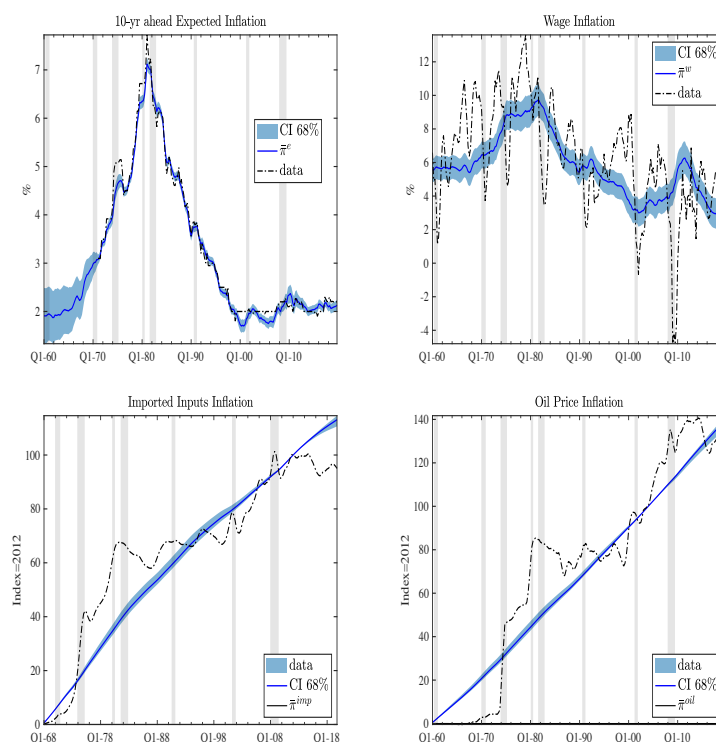 10-yr ahead Expected Inflation
7
6
5
4
3
2
%
CI 68%
π̄^e
data
Q1-60 Q1-70 Q1-80 Q1-90 Q1-00 Q1-10
Wage Inflation
12
10
8
6
4
2
0
-2
-4
%
CI 68%
π̄^w
data
Q1-60 Q1-70 Q1-80 Q1-90 Q1-00 Q1-10
Imported Inputs Inflation
100
80
60
40
20
0
Index=2012
data
CI 68%
π̄^imp
Q1-68 Q1-78 Q1-88 Q1-98 Q1-08 Q1-18
Oil Price Inflation
140
120
100
80
60
40
20
0
Index=2012
data
CI 68%
π̄^oil
Q1-60 Q1-70 Q1-80 Q1-90 Q1-00 Q1-10